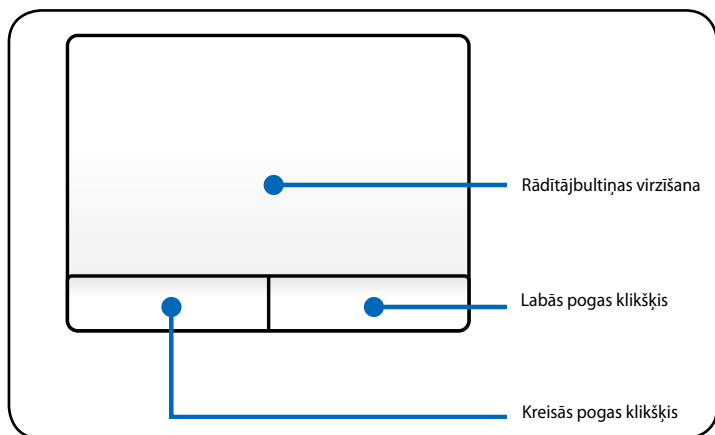 Rādītājbultiņas virzīšana
Labās pogas klikšķis
Kreisās pogas klikšķis